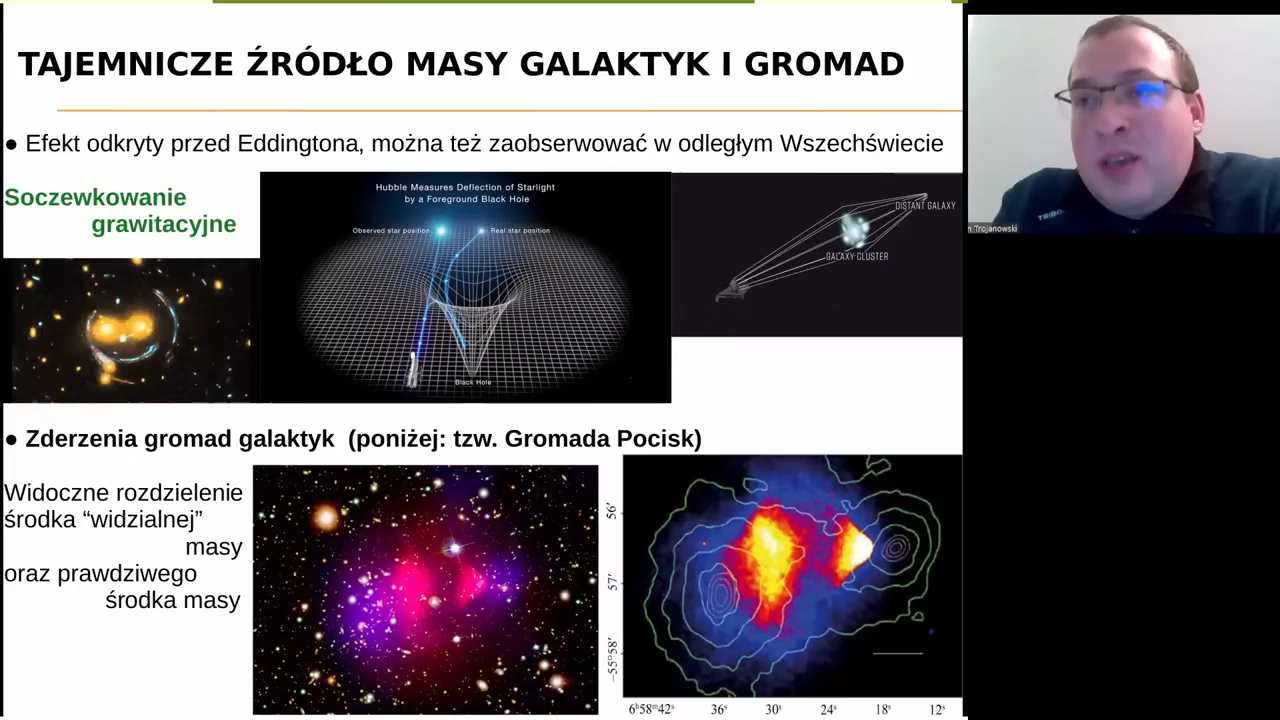 TAJEMNICZE ŹRÓDŁO MASY GALAKTYK I GROMAD
● Efekt odkryty przed Eddingtona, można też zaobserwować w odległym Wszechświecie
Soczewkowanie
grawitacyjne
Hubble Measures Deflection of Starlight
by a Foreground Black Hole
Observed star position
Real star position
Black Hole
DISTANT GALAXY
GALAXY CLUSTER
● Zderzenia gromad galaktyk (poniżej: tzw. Gromada Pocisk)
Widoczne rozdzielenie
środka “widzialnej”
masy
oraz prawdziwego
środka masy
56′
57′
−55°58′
6ʰ58ᵐ42ˢ 36ˢ 30ˢ 24ˢ 18ˢ 12ˢ
n Trojanowski